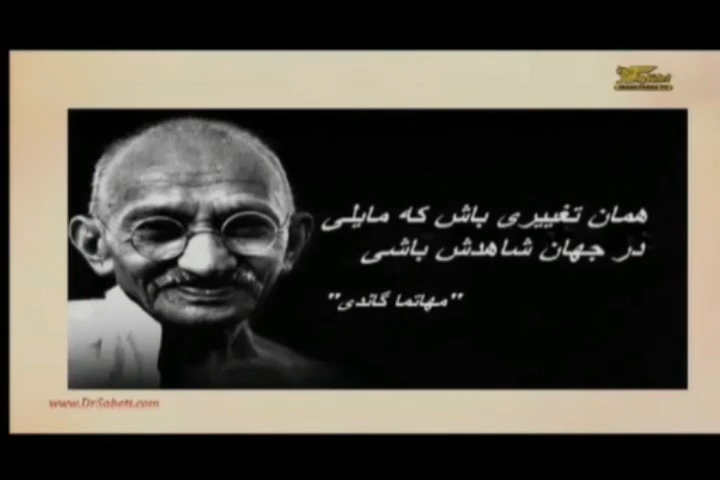 همان تغییری باش که مایلی
در جهان شاهدش باشی
"مهاتما گاندی"
www.DrSabeti.com